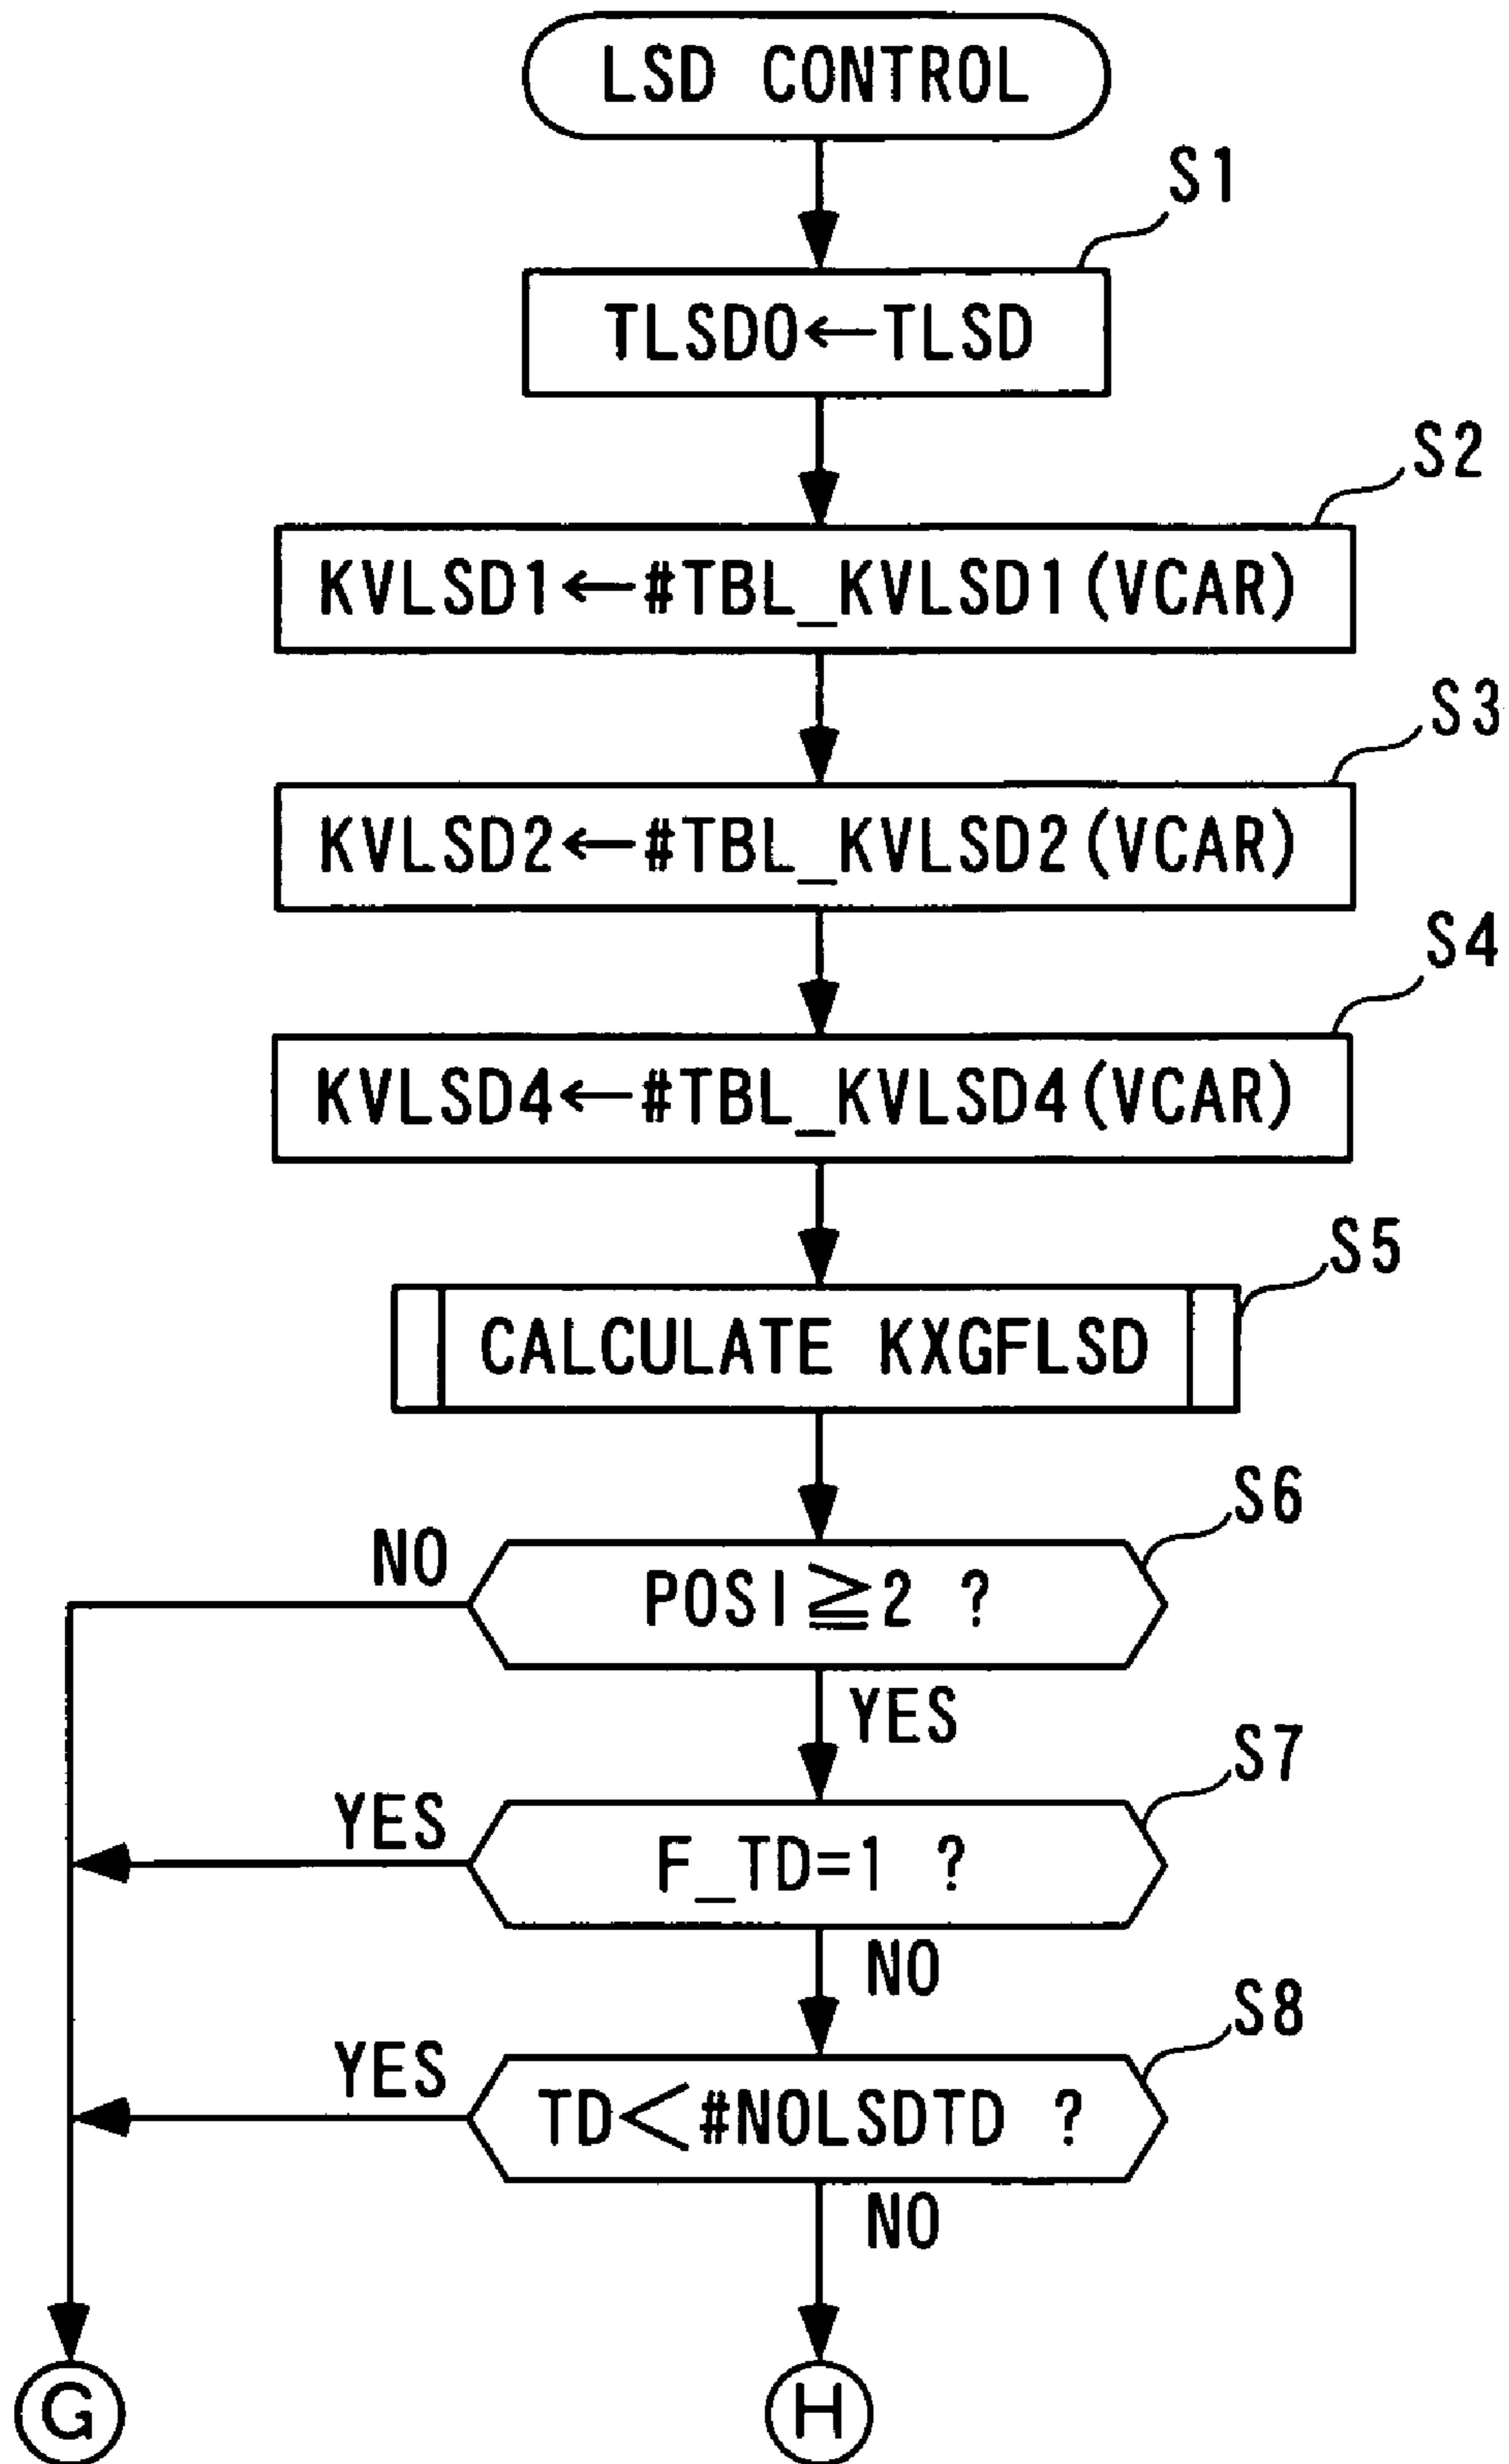 LSD CONTROL
S1
TLSDO←TLSD
S2
KVLSD1←#TBL_KVLSD1(VCAR)
S3
KVLSD2←#TBL_KVLSD2(VCAR)
S4
KVLSD4←#TBL_KVLSD4(VCAR)
S5
CALCULATE KXGFLSD
S6
NO
POSI≧2 ?
YES
S7
YES
F_TD=1 ?
NO
S8
YES
TD<#NOLSDTD ?
NO
G
H